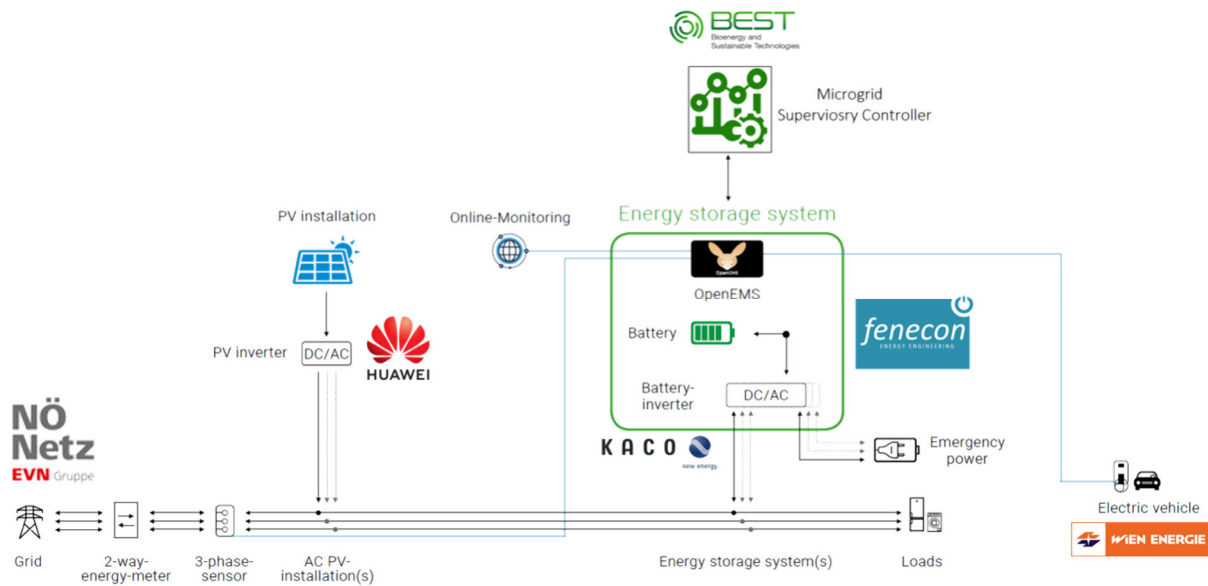 BEST
Bioenergy and
Sustainable Technologies
Microgrid
Superviosry Controller
PV installation
Online-Monitoring
Energy storage system
OpenEMS
OpenEMS
Battery
fenecon
ENERGY ENGINEERING
PV inverter
DC/AC
HUAWEI
Battery-
inverter
DC/AC
NÖ
Netz
EVN Gruppe
KACO
new energy
Emergency
power
Electric vehicle
WIEN ENERGIE
Grid
2-way-
energy-meter
3-phase-
sensor
AC PV-
installation(s)
Energy storage system(s)
Loads